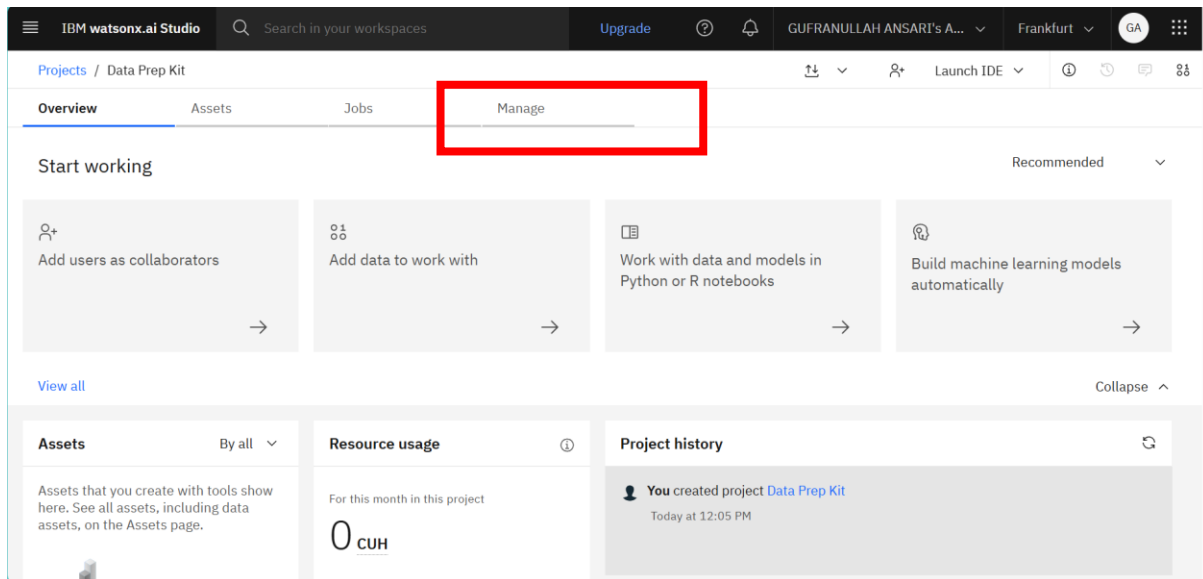 IBM watsonx.ai Studio
Search in your workspaces
Upgrade
GUFRANULLAH ANSARI's A...
Frankfurt
GA
Projects / Data Prep Kit
Launch IDE
Overview
Assets
Jobs
Manage
Start working
Recommended
Add users as collaborators
Add data to work with
Work with data and models in
Python or R notebooks
Build machine learning models
automatically
View all
Collapse
Assets
By all
Assets that you create with tools show
here. See all assets, including data
assets, on the Assets page.
Resource usage
For this month in this project
0 CUH
Project history
You created project Data Prep Kit
Today at 12:05 PM